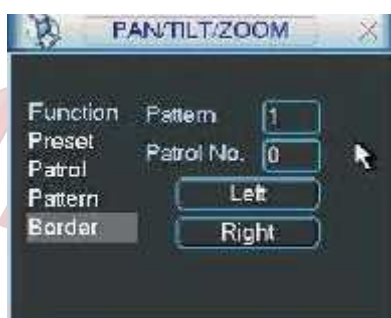 PAN/TILT/ZOOM
Function
Preset
Patrol
Pattern
Border
Pattern 1
Patrol No. 0
Left
Right